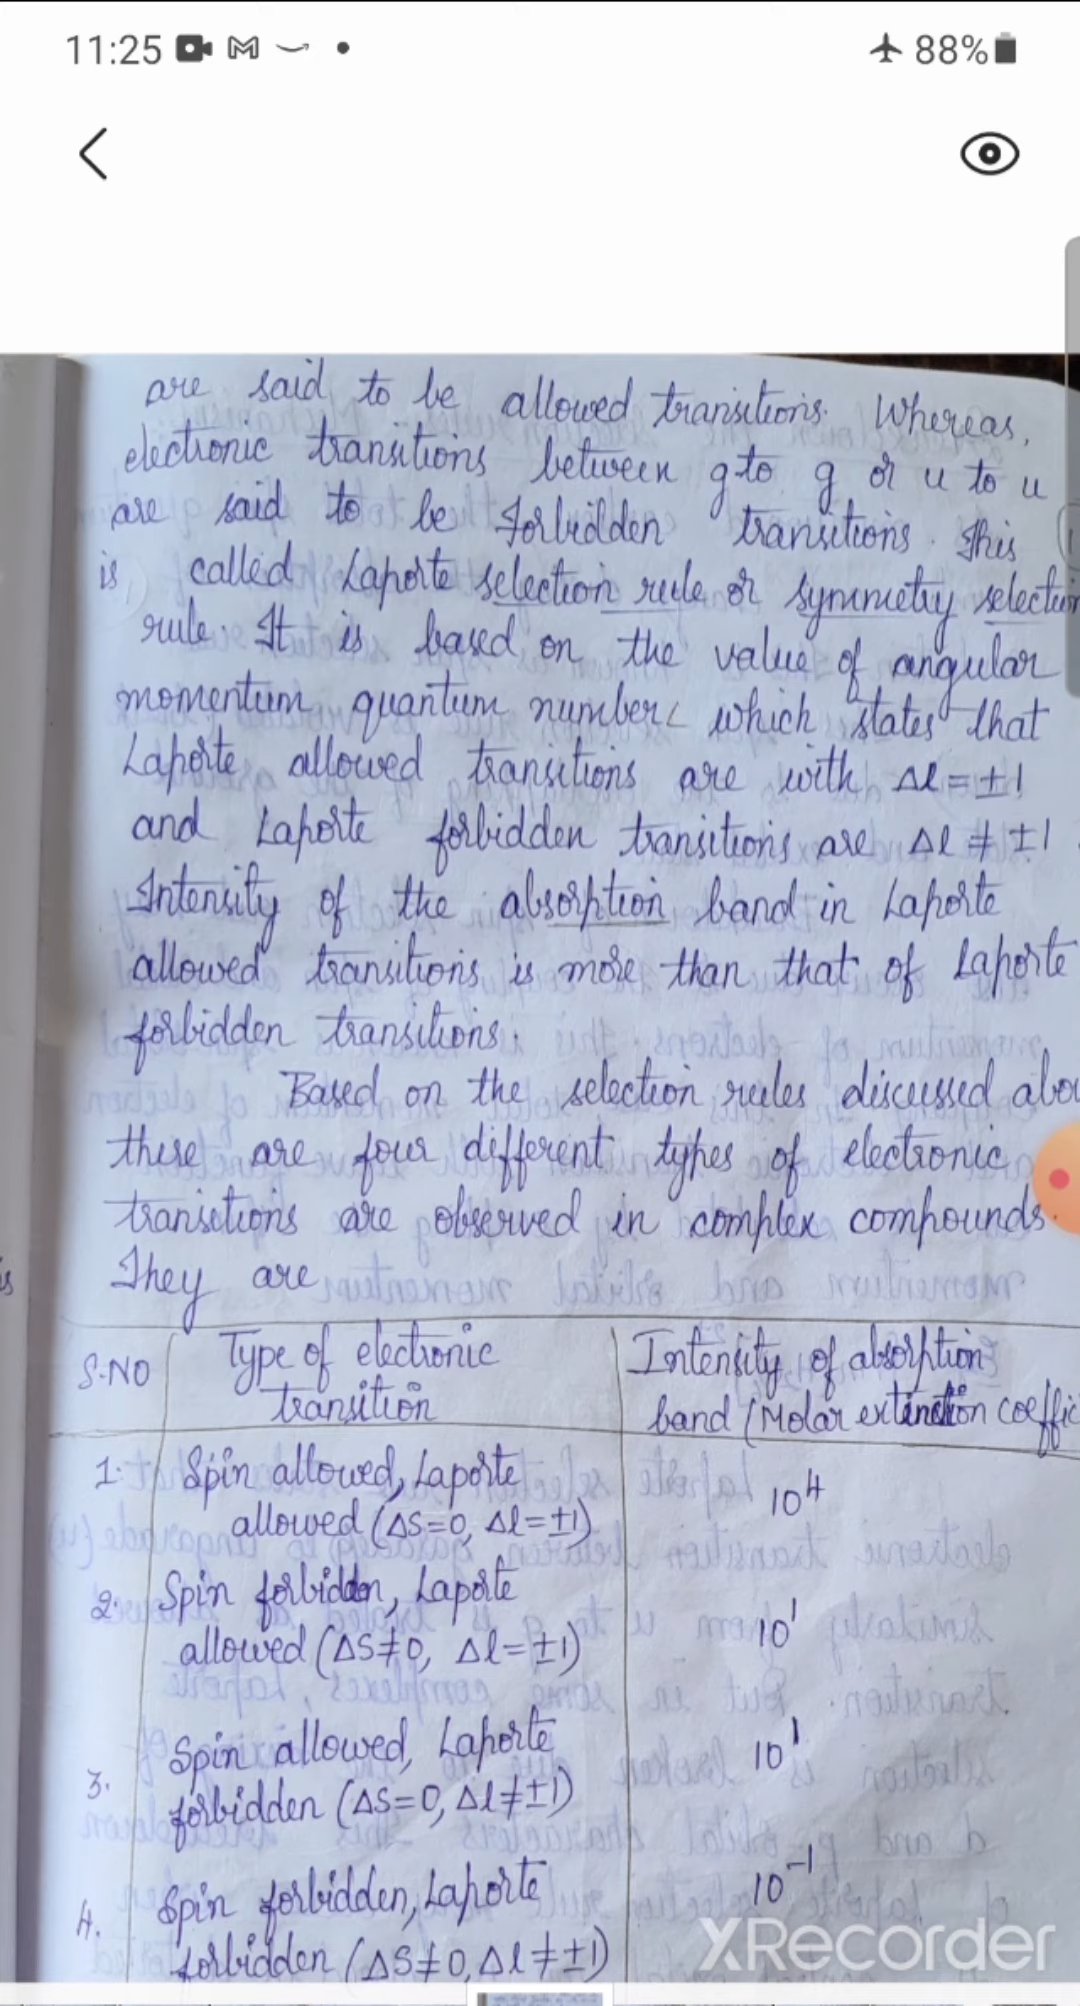 11:25
88%
are said to be allowed transitions. Whereas,
electronic transitions between g to g or u to u
are said to be forbidden transitions. This
is called Laporte selection rule or symmetry selection
rule. It is based on the value of angular
momentum quantum number which states that
Laporte allowed transitions are with Δl = ±1
and Laporte forbidden transitions are Δl ≠ ±1
Intensity of the absorption band in Laporte
allowed transitions is more than that of Laporte
forbidden transitions.
Based on the selection rules discussed abov
these are four different types of electronic
transitions are observed in complex compounds.
They are
S.NO Type of electronic transition Intensity of absorption band (Molar extinction coeffic
1. Spin allowed, Laporte
allowed (ΔS=0, Δl=±1) 10⁴
2. Spin forbidden, Laporte
allowed (ΔS≠0, Δl=±1) 10¹
3. Spin allowed, Laporte
forbidden (ΔS=0, Δl≠±1) 10¹
4. Spin forbidden, Laporte
forbidden (ΔS≠0, Δl≠±1) 10⁻¹
XRecorder